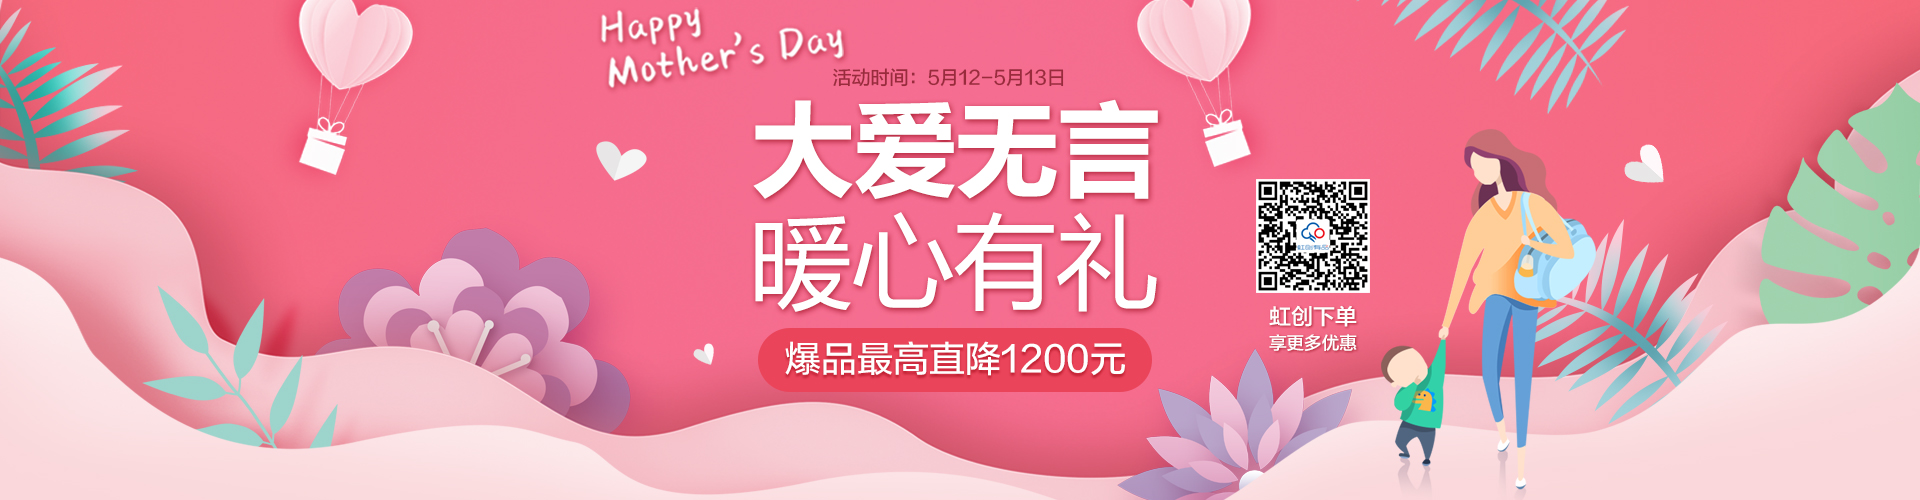 Happy
Mother's Day
活动时间：5月12-5月13日
大爱无言
暖心有礼
爆品最高直降1200元
虹创下单
享更多优惠